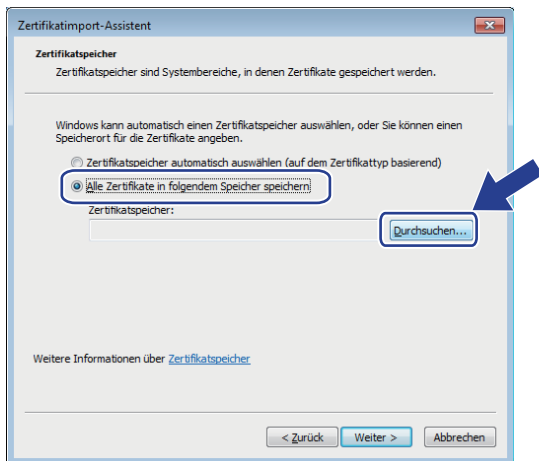 Zertifikatimport-Assistent
Zertifikatspeicher
Zertifikatspeicher sind Systembereiche, in denen Zertifikate gespeichert werden.
Windows kann automatisch einen Zertifikatspeicher auswählen, oder Sie können einen
Speicherort für die Zertifikate angeben.
Zertifikatspeicher automatisch auswählen (auf dem Zertifikattyp basierend)
Alle Zertifikate in folgendem Speicher speichern
Zertifikatspeicher:
Durchsuchen...
Weitere Informationen über Zertifikatspeicher
< Zurück Weiter > Abbrechen